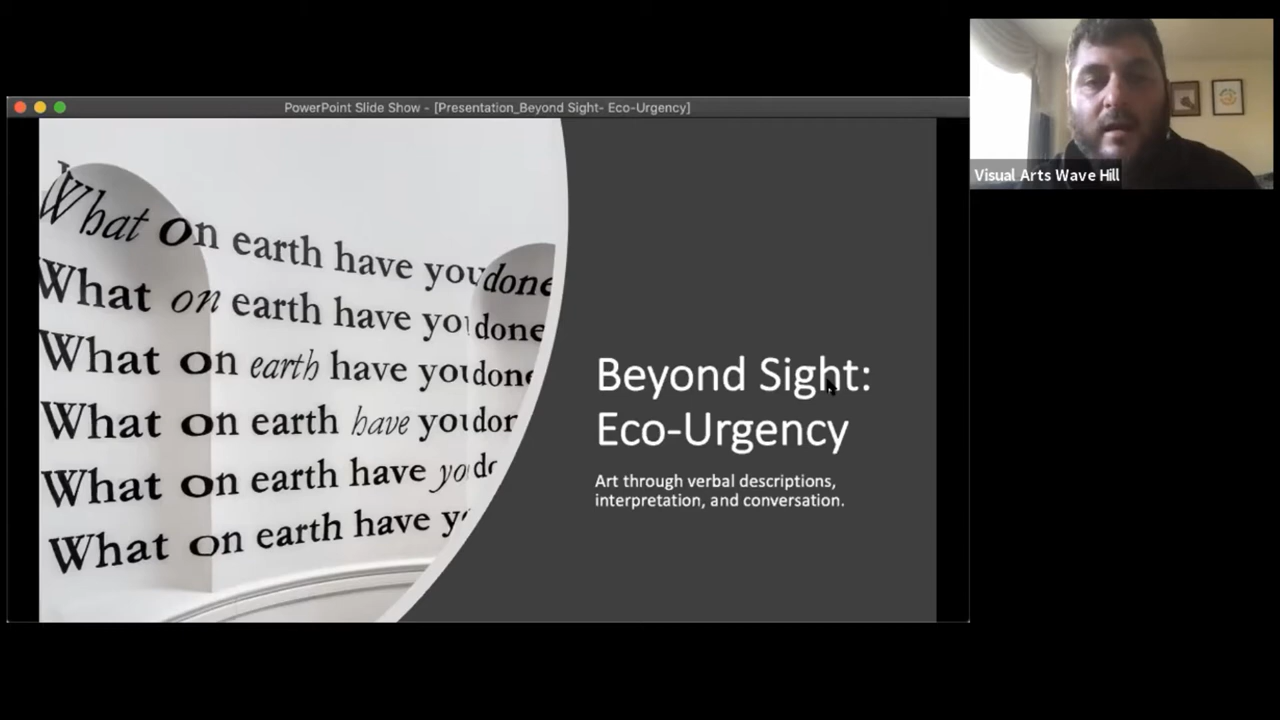 PowerPoint Slide Show - [Presentation_Beyond Sight- Eco-Urgency]
Visual Arts Wave Hill
What on earth have you done
What on earth have you done
What on earth have you done
What on earth have you
What on earth have
What on earth have
Beyond Sight:
Eco-Urgency
Art through verbal descriptions,
interpretation, and conversation.